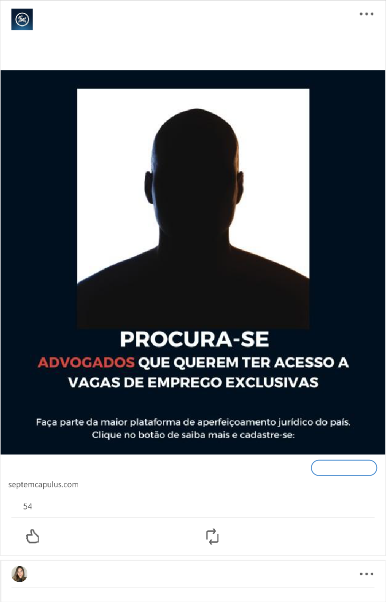 PROCURA-SE
ADVOGADOS QUE QUEREM TER ACESSO A
VAGAS DE EMPREGO EXCLUSIVAS
Faça parte da maior plataforma de aperfeiçoamento jurídico do país.
Clique no botão de saiba mais e cadastre-se:
septemcapulus.com
54